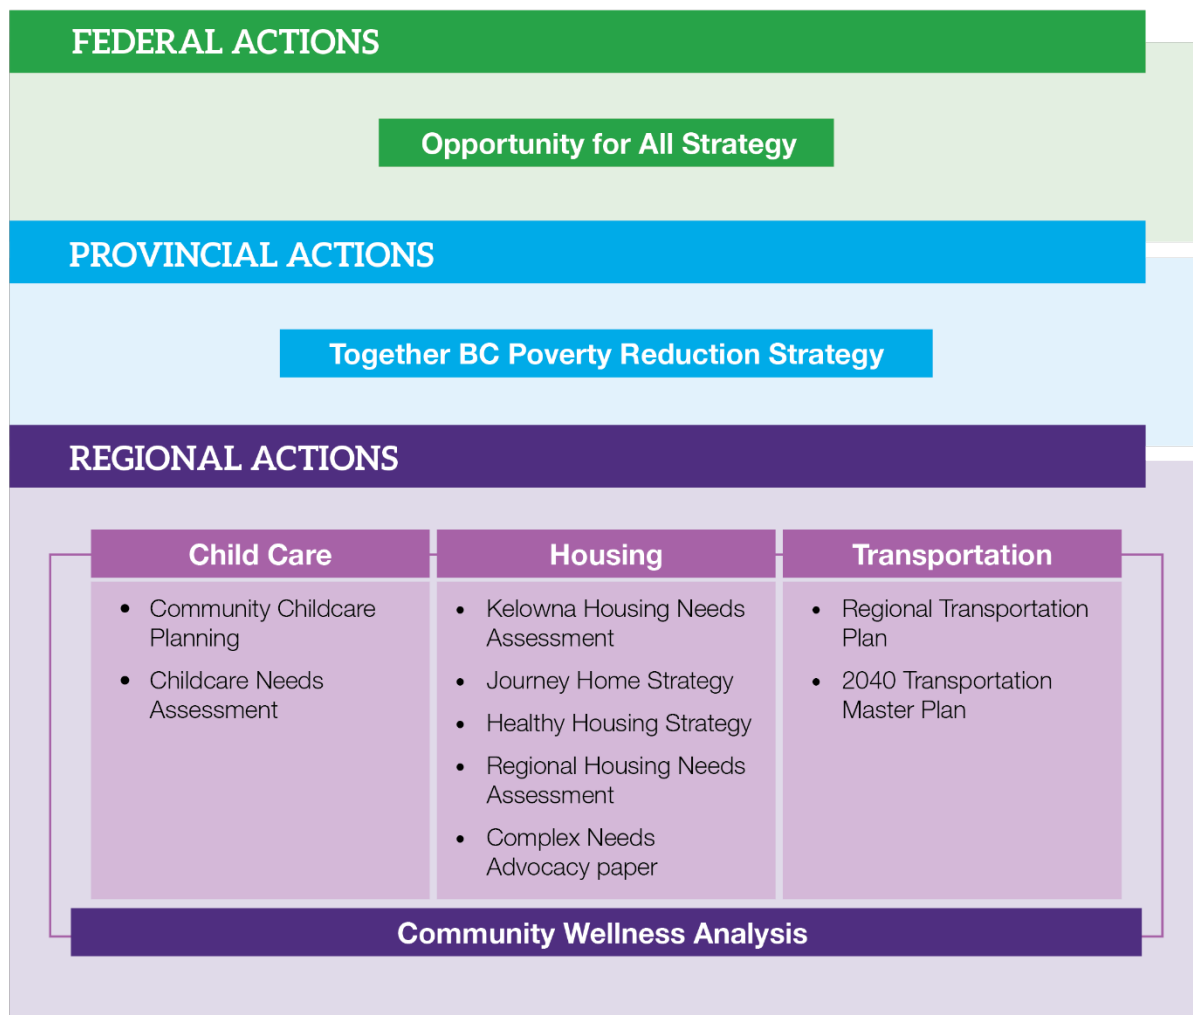 FEDERAL ACTIONS
Opportunity for All Strategy
PROVINCIAL ACTIONS
Together BC Poverty Reduction Strategy
REGIONAL ACTIONS
Child Care
• Community Childcare
Planning
• Childcare Needs
Assessment
Housing
• Kelowna Housing Needs
Assessment
• Journey Home Strategy
• Healthy Housing Strategy
• Regional Housing Needs
Assessment
• Complex Needs
Advocacy paper
Transportation
• Regional Transportation
Plan
• 2040 Transportation
Master Plan
Community Wellness Analysis